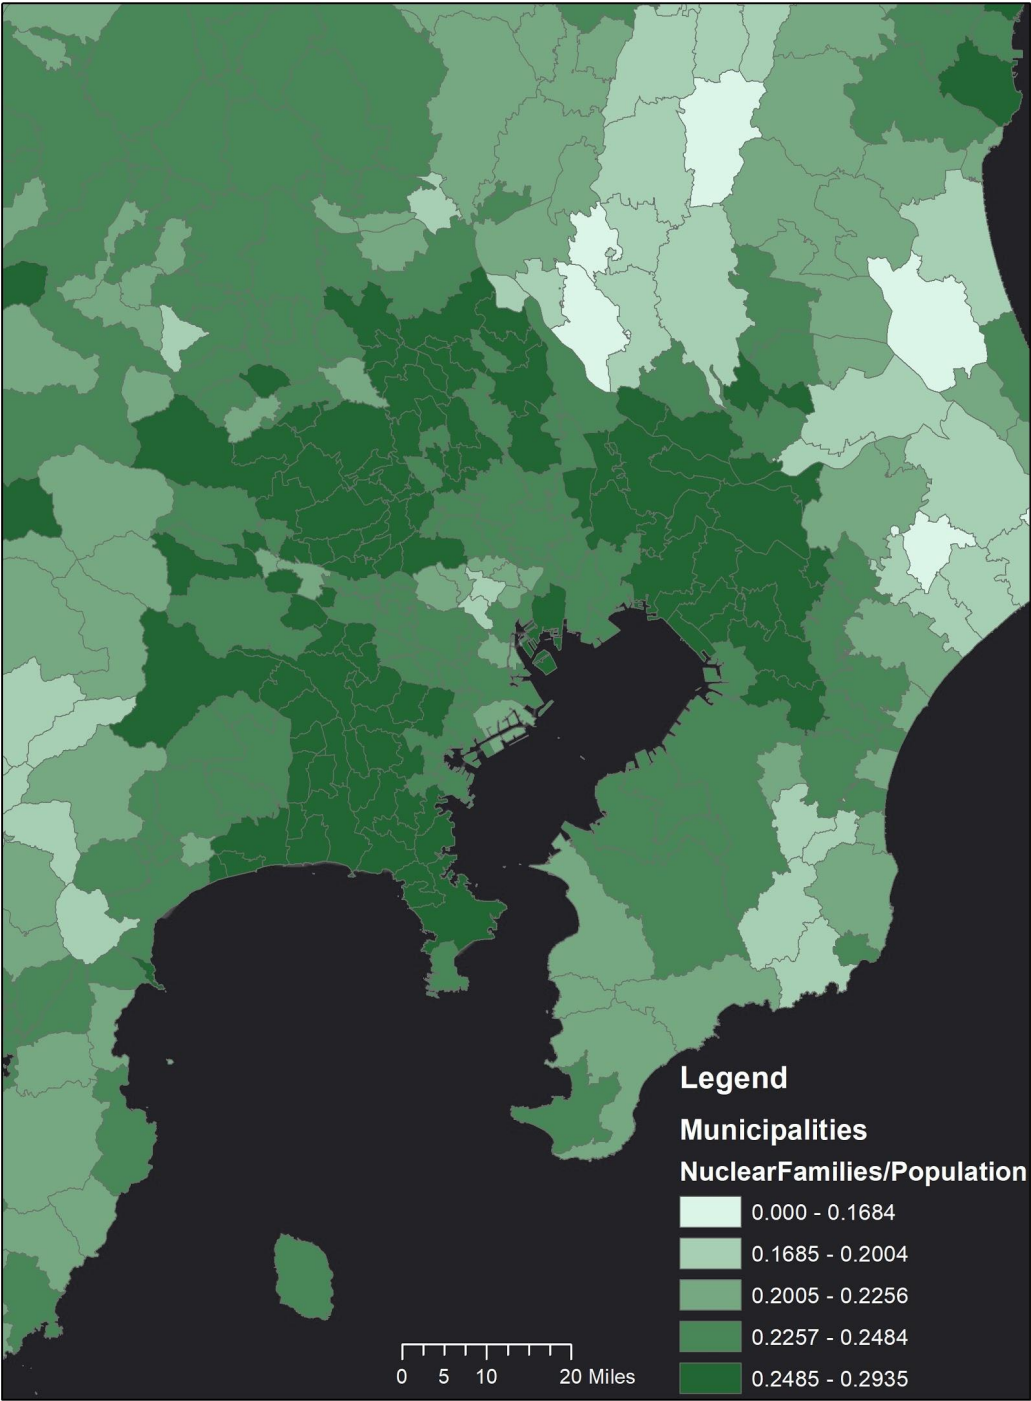 Legend
Municipalities
NuclearFamilies/Population
0.000 - 0.1684
0.1685 - 0.2004
0.2005 - 0.2256
0.2257 - 0.2484
0.2485 - 0.2935
0 5 10 20 Miles